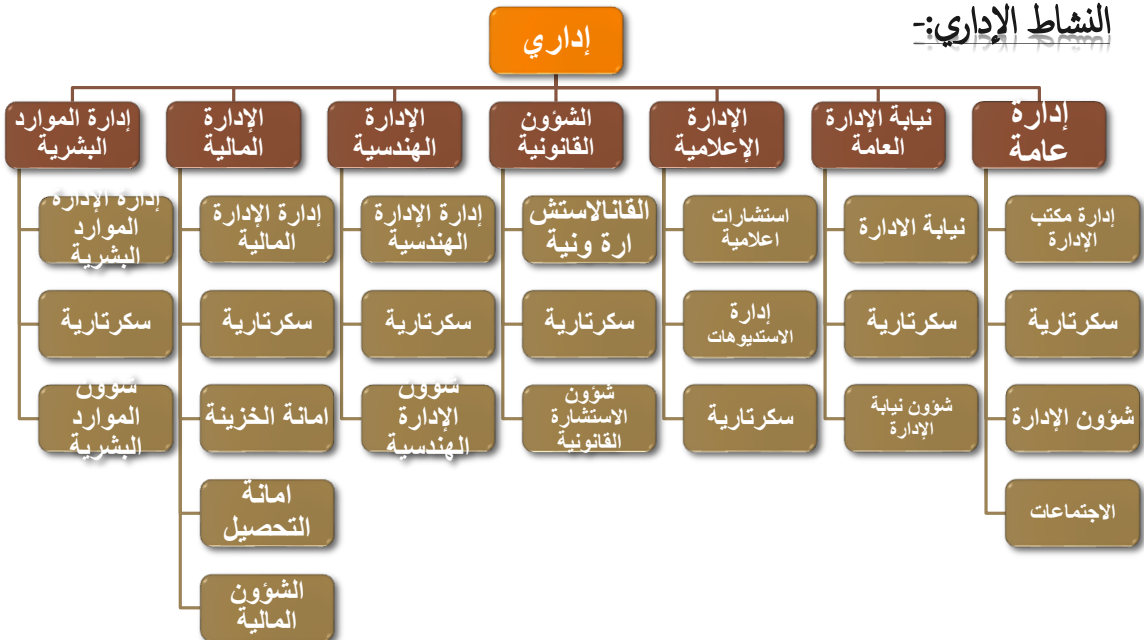 النشاط الإداري:-
إداري
إدارة
عامة
نيابة الإدارة
العامة
الإدارة
الإعلامية
الشؤون
القانونية
الإدارة
الهندسية
الإدارة
المالية
إدارة الموارد
البشرية
إدارة مكتب
الإدارة
نيابة الادارة
استشارات
اعلامية
القانالاستش
ارة ونية
إدارة الإدارة
الهندسية
إدارة الإدارة
المالية
إدارة الإدارة
الموارد
البشرية
سكرتارية
سكرتارية
إدارة
الاستديوهات
سكرتارية
سكرتارية
سكرتارية
سكرتارية
شؤون الإدارة
شؤون نيابة
الإدارة
سكرتارية
شؤون
الاستشارة
القانونية
شؤون
الإدارة
الهندسية
امانة الخزينة
شؤون
الموارد
البشرية
الاجتماعات
امانة
التحصيل
الشؤون
المالية